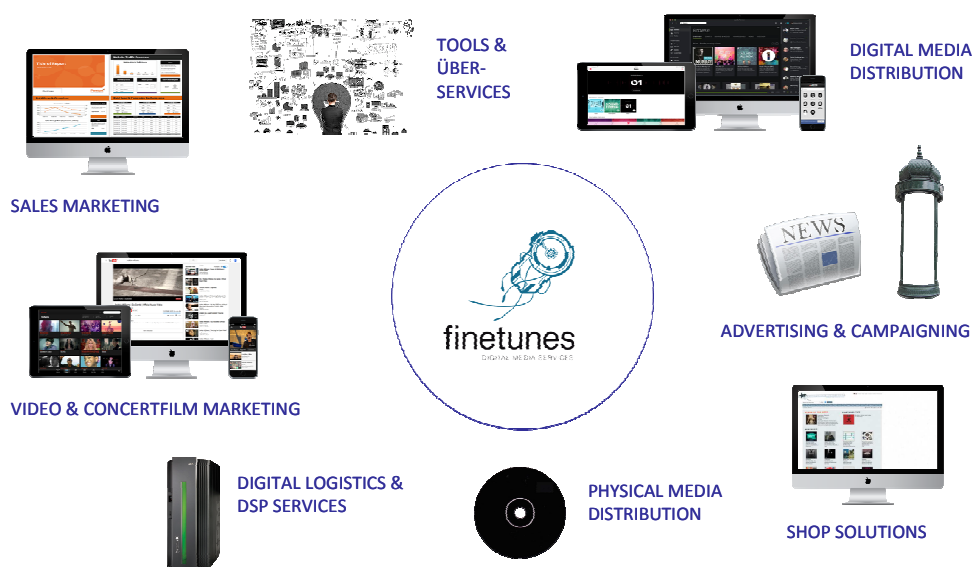 TOOLS &
ÜBER-
SERVICES
DIGITAL MEDIA
DISTRIBUTION
SALES MARKETING
NEWS
finetunes
DIGITAL MEDIA SERVICES
ADVERTISING & CAMPAIGNING
VIDEO & CONCERTFILM MARKETING
DIGITAL LOGISTICS &
DSP SERVICES
PHYSICAL MEDIA
DISTRIBUTION
SHOP SOLUTIONS